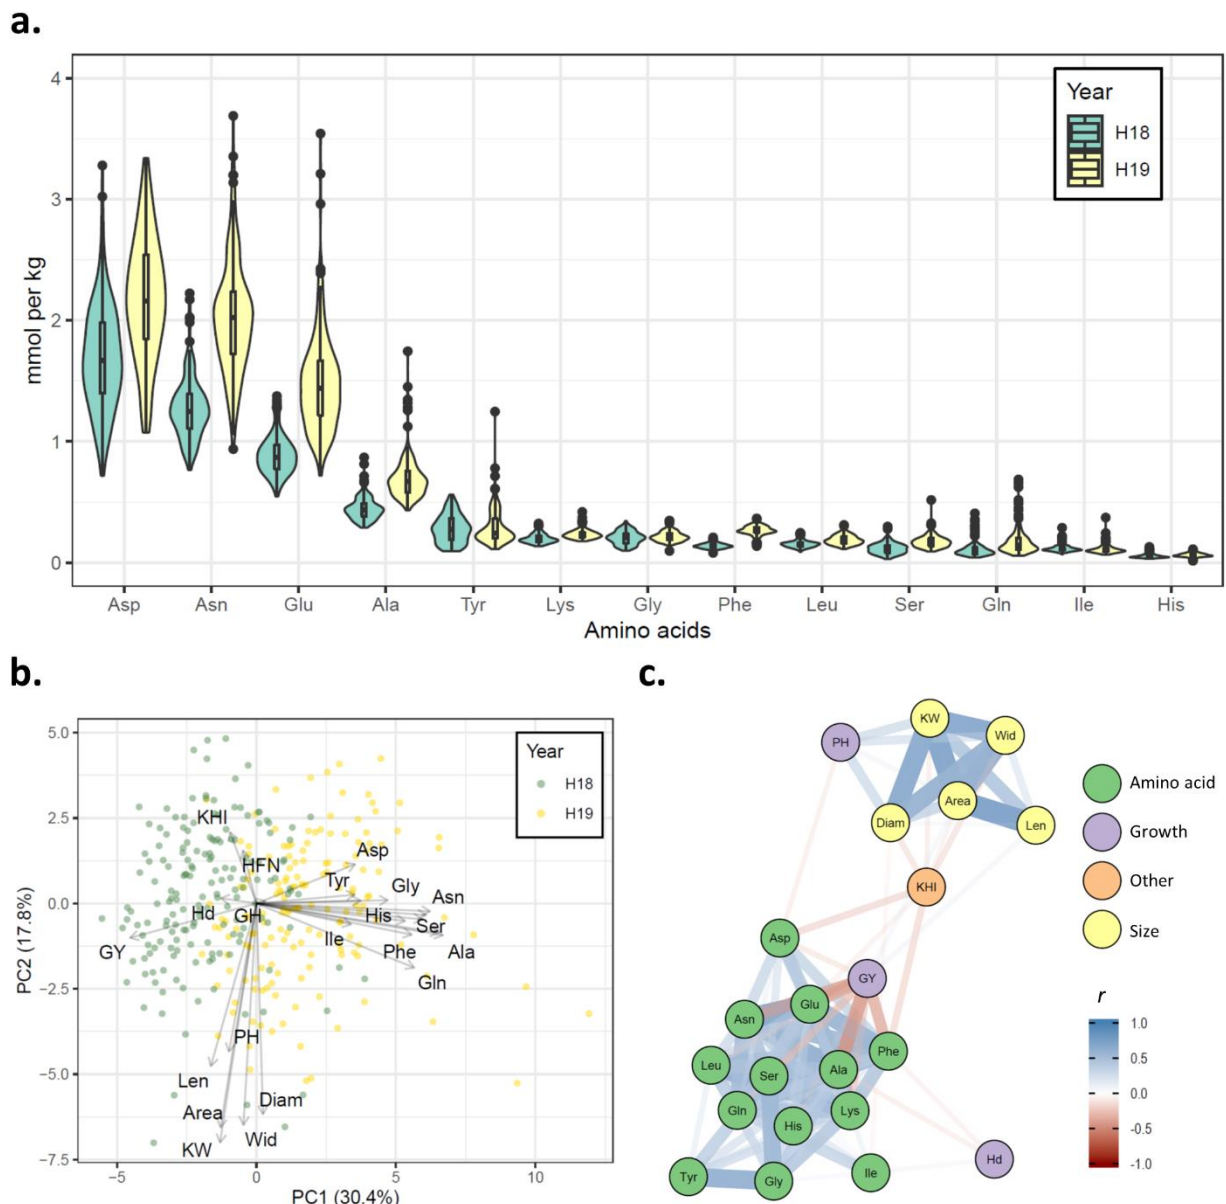 a.
4
3
2
1
0
mmol per kg
Year
H18
H19
Asp Asn Glu Ala Tyr Lys Gly Phe Leu Ser Gln Ile His
Amino acids
b.
5.0
2.5
0.0
−2.5
−5.0
−7.5
PC2 (17.8%)
Year
H18
H19
KHI
HFN
Asp
Tyr
Gly
Asn
Hd
GH
His
Ser
GY
Ile
Phe
Ala
Gln
PH
Len
Area
Diam
KW
Wid
−5 0 5 10
PC1 (30.4%)
c.
KW
PH
Wid
Area
Diam
Len
KHI
Asp
GY
Glu
Asn
Phe
Leu
Ser
Ala
Gln
His
Lys
Tyr
Gly
Ile
Hd
Amino acid
Growth
Other
Size
r
1.0
0.5
0.0
-0.5
-1.0